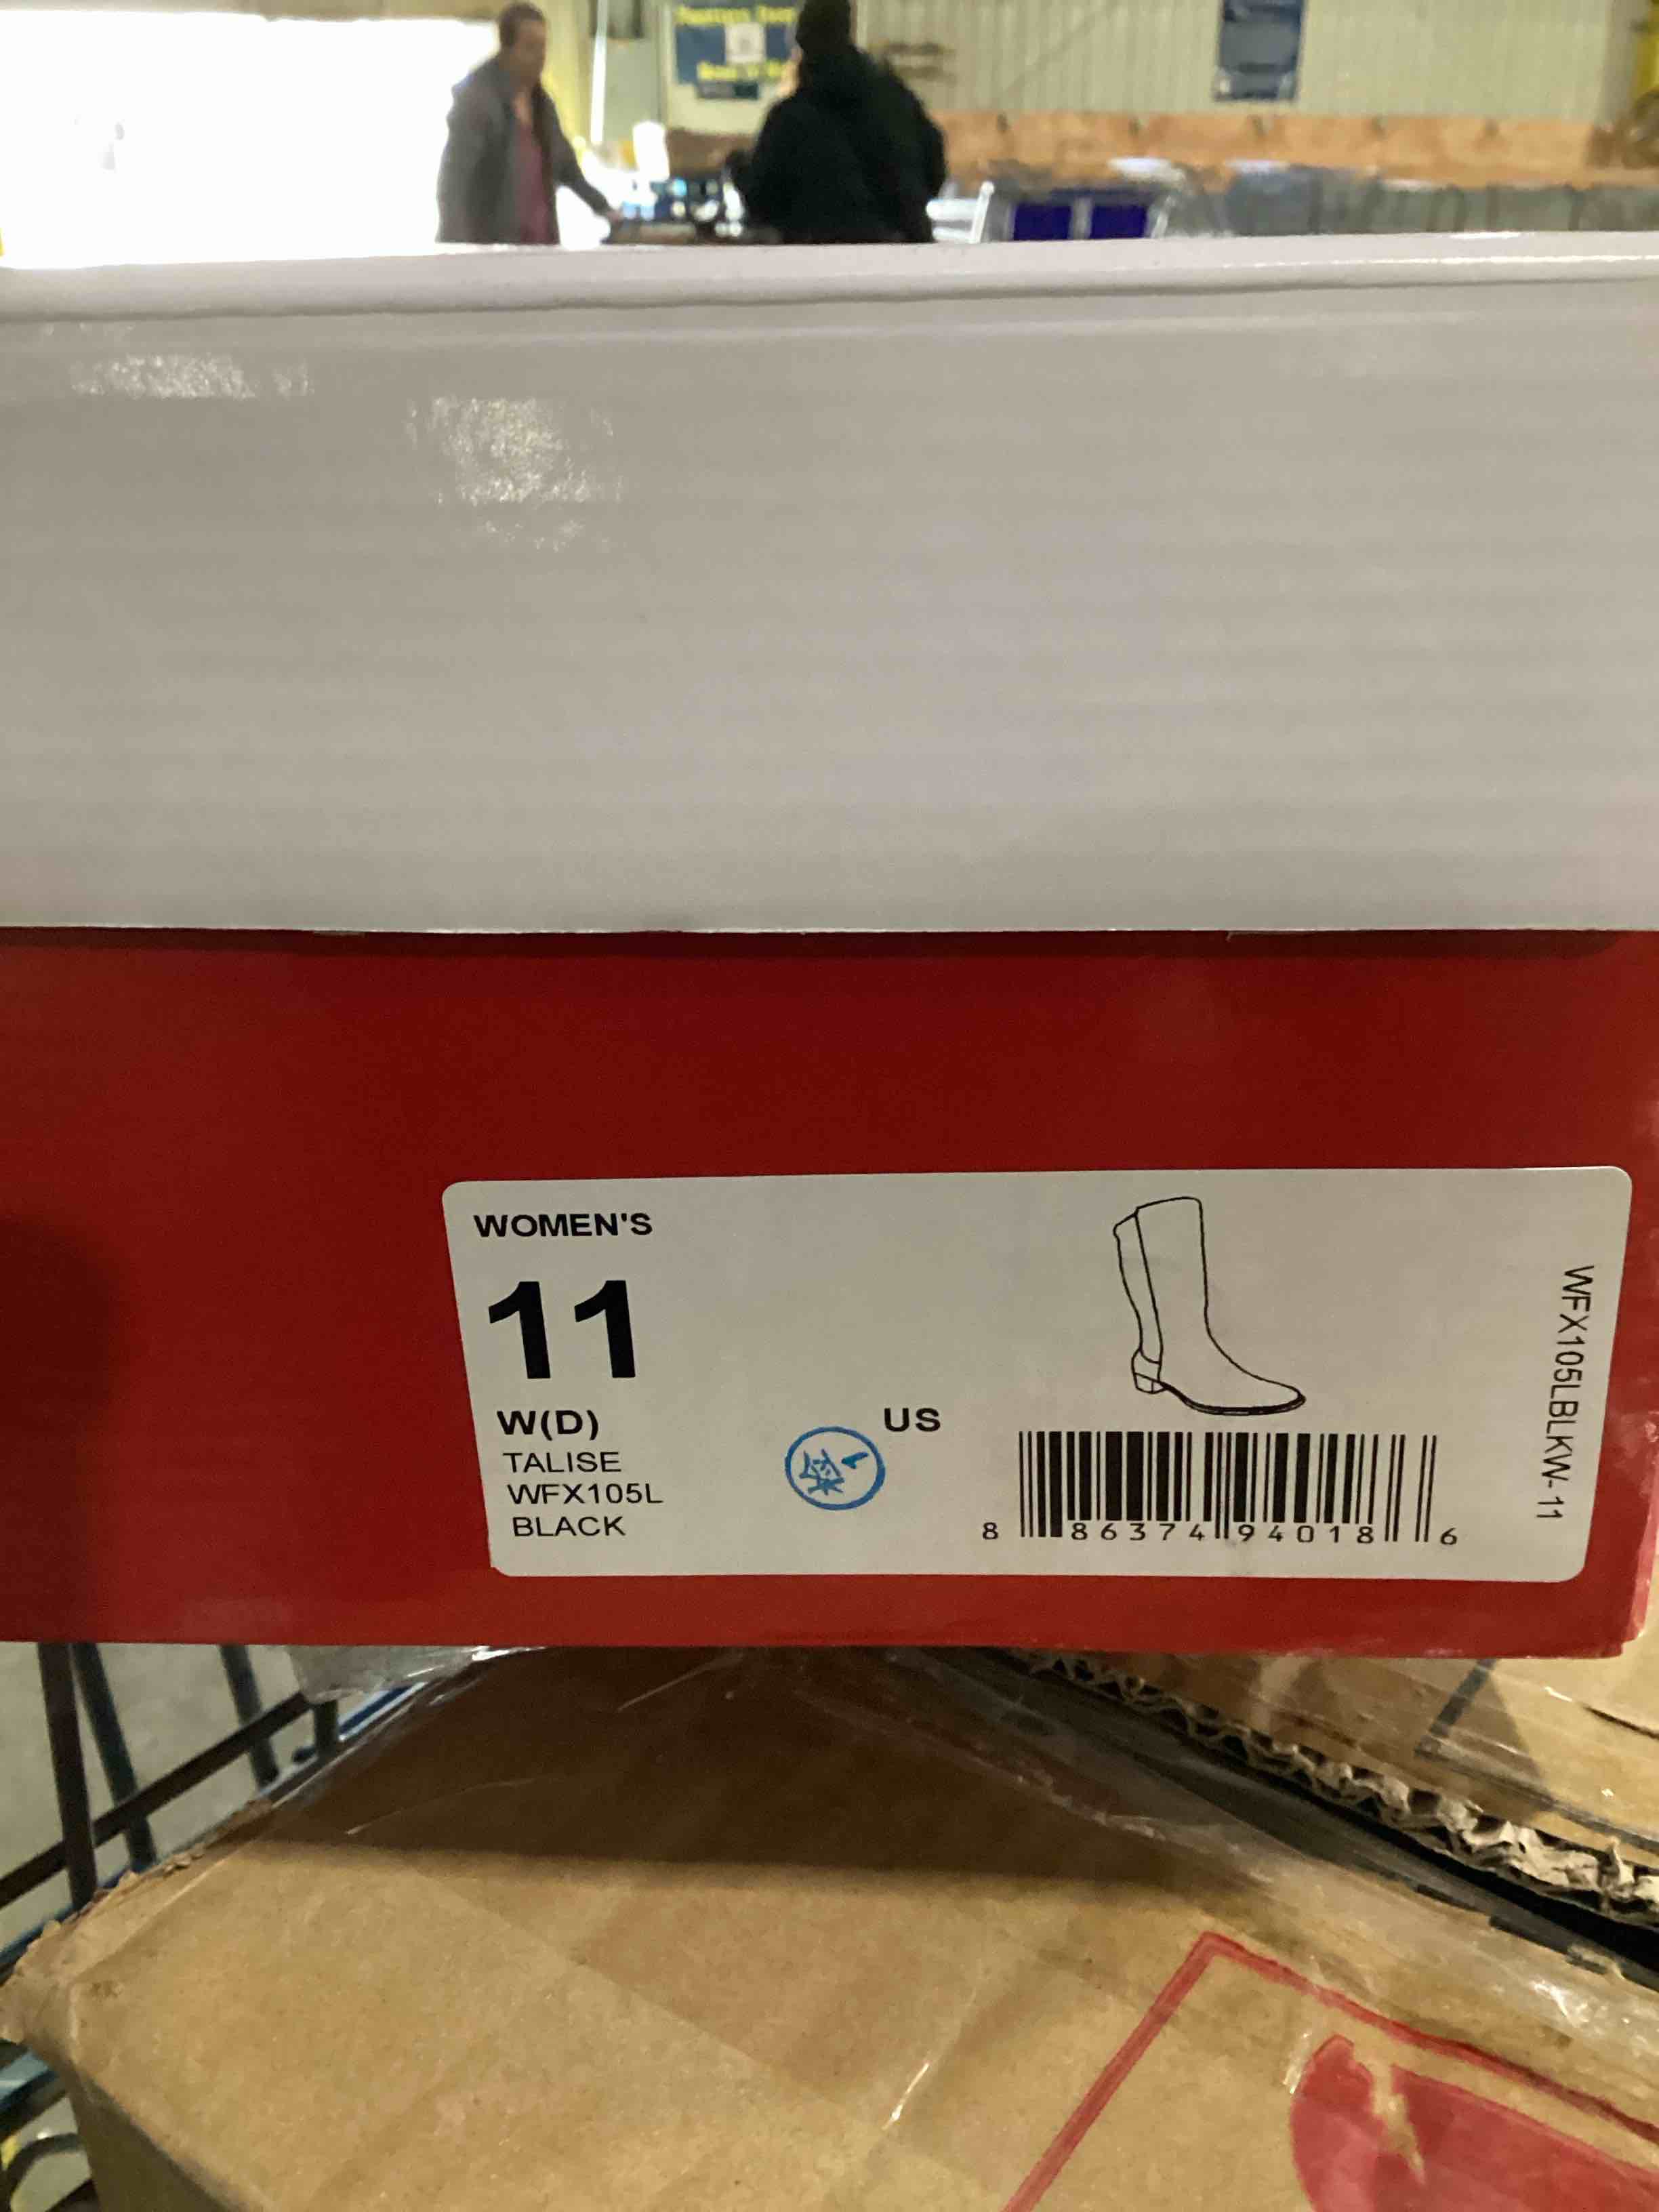 WOMEN'S
11
W(D)
US
TALISE
WFX105L
BLACK
8 86374 94018 6
WFX105LBLKW-11